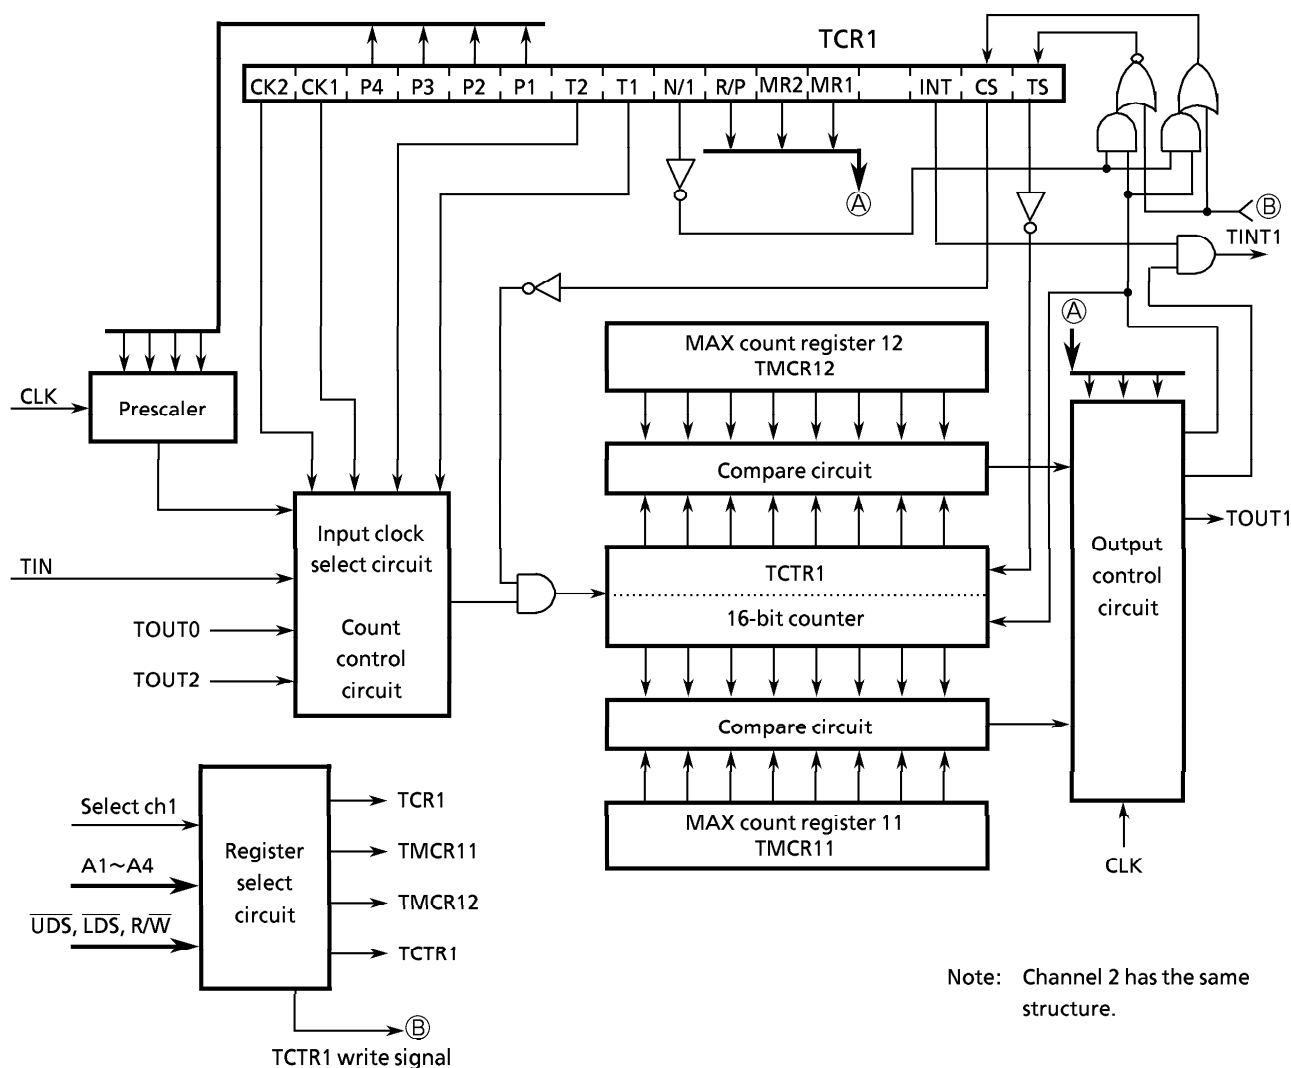 TCR1
CK2 CK1 P4 P3 P2 P1 T2 T1 N/1 R/P MR2 MR1 INT CS TS
Ⓐ
Ⓑ
TINT1
Ⓐ
MAX count register 12
TMCR12
CLK
Prescaler
Compare circuit
Input clock
select circuit
Count
control
circuit
TIN
TOUT0
TOUT2
TCTR1
16-bit counter
Output
control
circuit
TOUT1
Compare circuit
MAX count register 11
TMCR11
CLK
Select ch1
A1~A4
U̅D̅S̅, L̅D̅S̅, R/W̅
Register
select
circuit
TCR1
TMCR11
TMCR12
TCTR1
Ⓑ
TCTR1 write signal
Note: Channel 2 has the same
structure.